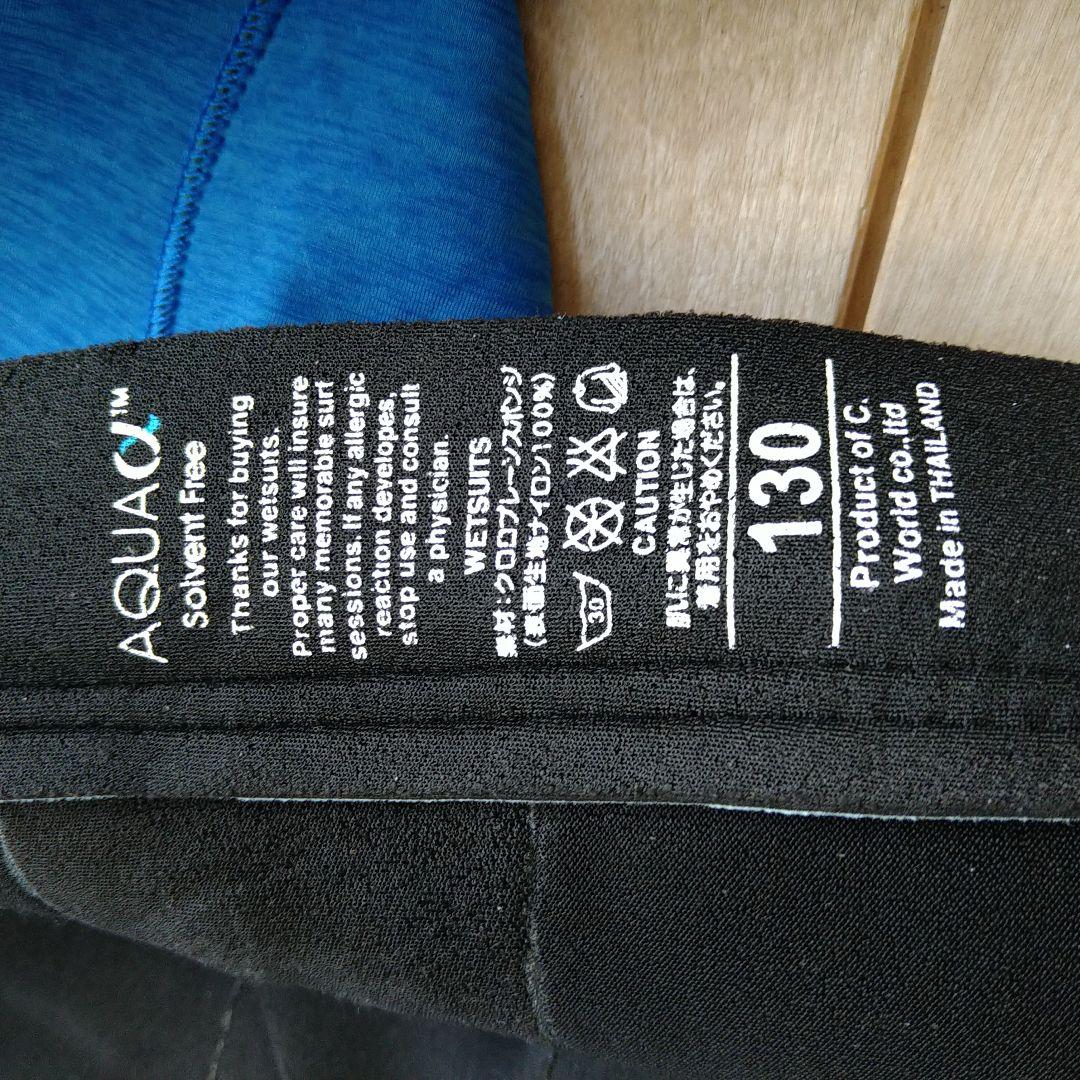 AQUAα™
Solvent Free
Thanks for buying
our wetsuits.
Proper care will insure
many memorable surf
sessions. If any allergic
reaction developes,
stop use and consult
a physician.
WETSUITS
素材:クロロプレーンスポンジ
(表面/生地ナイロン100%)
30
CAUTION
肌に異常が生じた場合は、
着用をおやめください。
130
Product of C.
World co.,ltd
Made in THAILAND